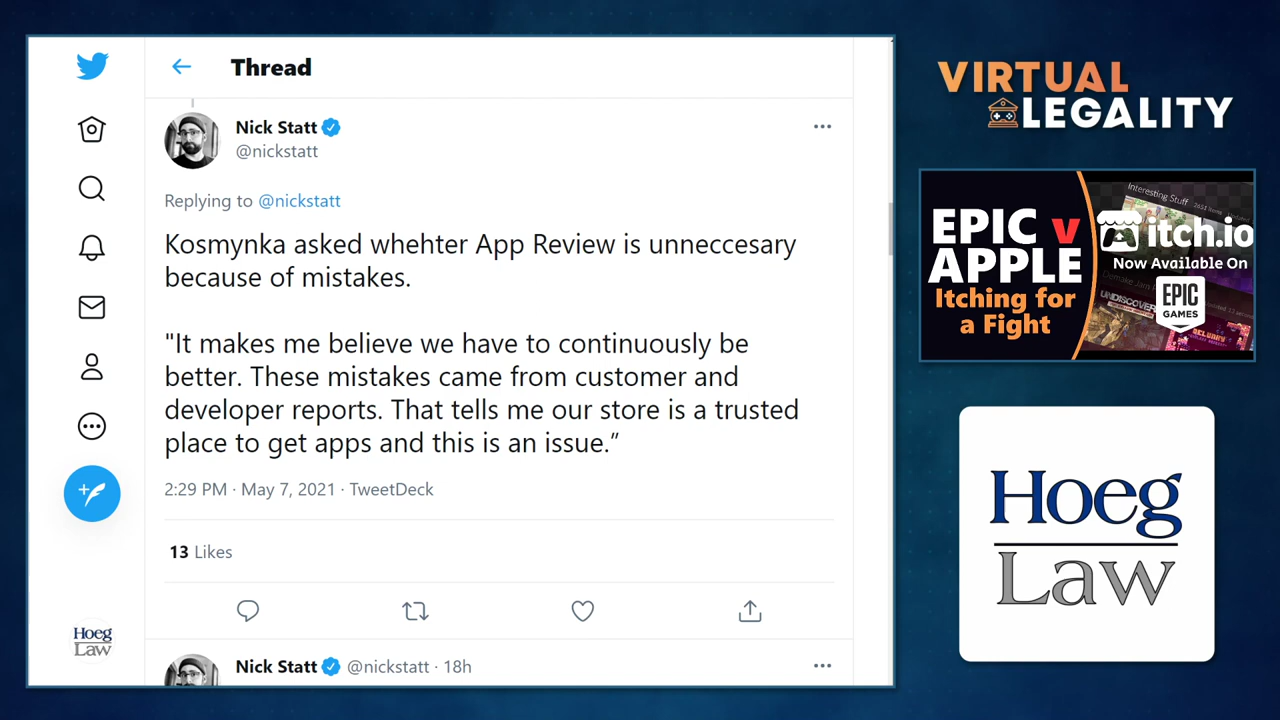 Thread
Nick Statt
@nickstatt
Replying to @nickstatt
Kosmynka asked whehter App Review is unneccesary
because of mistakes.
"It makes me believe we have to continuously be
better. These mistakes came from customer and
developer reports. That tells me our store is a trusted
place to get apps and this is an issue.”
2:29 PM · May 7, 2021 · TweetDeck
13 Likes
Nick Statt @nickstatt · 18h
Hoeg
Law
VIRTUAL
LEGALITY
EPIC v
APPLE
Itching for
a Fight
Interesting Stuff
itch.io
Now Available On
EPIC
GAMES
Hoeg
Law